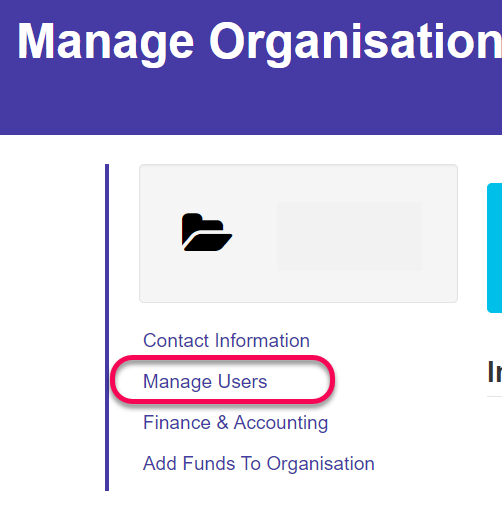 Manage Organisation
Contact Information
Manage Users
Finance & Accounting
Add Funds To Organisation